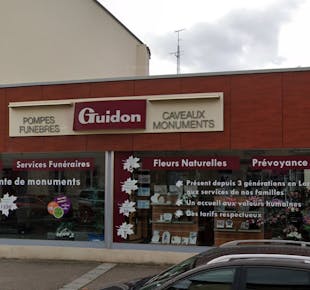 POMPES
FUNEBRES
Guidon
CAVEAUX
MONUMENTS
Services Funéraires
Fleurs Naturelles
Prévoyance
nte de monuments
Présent depuis 3 générations en Lor
aux services de nos familles.
Un accueil aux valeurs humaines
Des tarifs respectueux